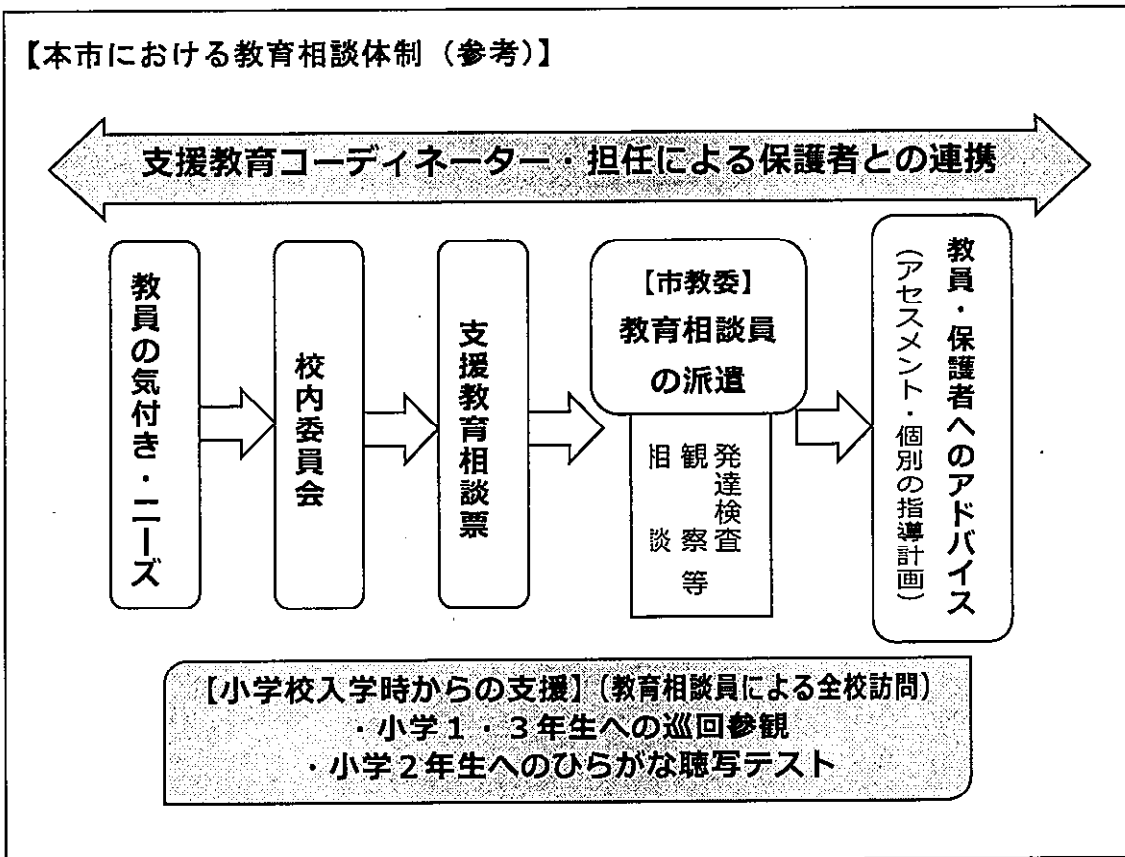 【本市における教育相談体制（参考）】
支援教育コーディネーター・担任による保護者との連携
教員の気付き・ニーズ
校内委員会
支援教育相談票
【市教委】
教育相談員
の派遣
発達検査
観察等
相談
教員・保護者へのアドバイス
（アセスメント・個別の指導計画）
【小学校入学時からの支援】（教育相談員による全校訪問）
・小学１・３年生への巡回参観
・小学２年生へのひらがな聴写テスト